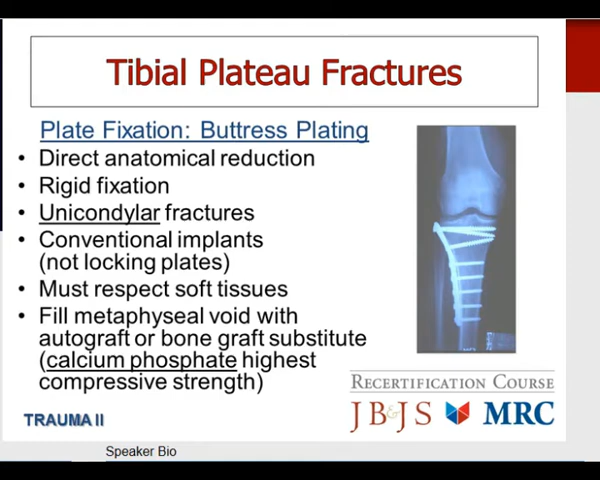 Tibial Plateau Fractures
Plate Fixation: Buttress Plating
• Direct anatomical reduction
• Rigid fixation
• Unicondylar fractures
• Conventional implants
(not locking plates)
• Must respect soft tissues
• Fill metaphyseal void with
autograft or bone graft substitute
(calcium phosphate highest
compressive strength)
RECERTIFICATION COURSE
JB&JS MRC
TRAUMA II
Speaker Bio